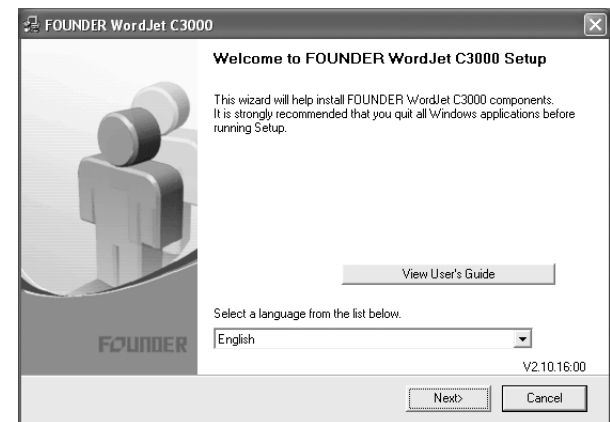 FOUNDER WordJet C3000
Welcome to FOUNDER WordJet C3000 Setup
This wizard will help install FOUNDER WordJet C3000 components.
It is strongly recommended that you quit all Windows applications before
running Setup.
View User's Guide
Select a language from the list below.
FOUNDER
English
V2.10.16:00
Next>
Cancel